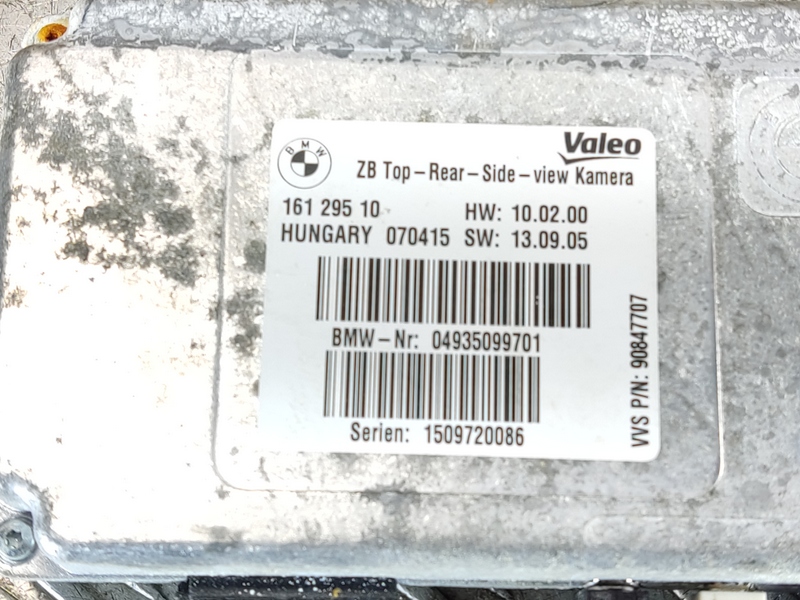 BMW
Valeo
ZB Top-Rear-Side-view Kamera
161 295 10 HW: 10.02.00
HUNGARY 070415 SW: 13.09.05
BMW-Nr: 04935099701
Serien: 1509720086
VVS P/N: 90847707